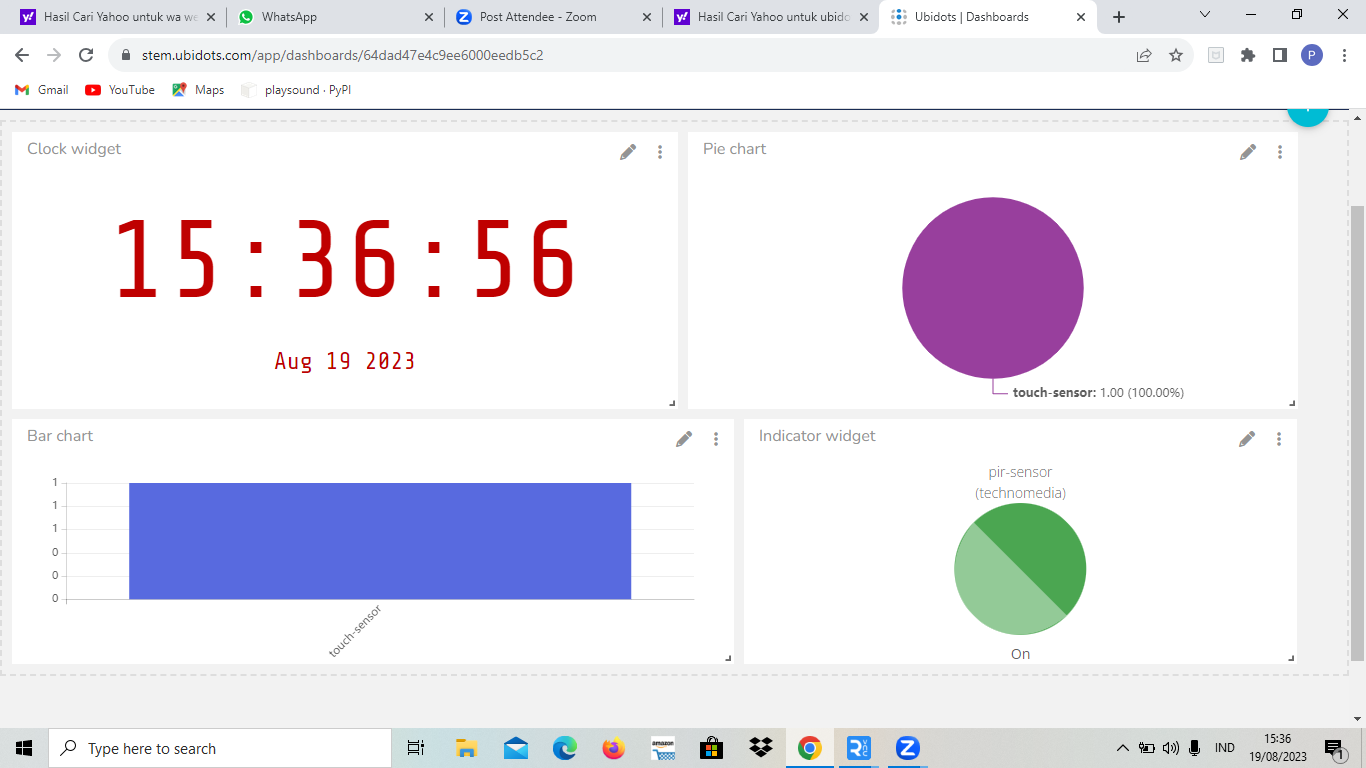 Hasil Cari Yahoo untuk wa we
WhatsApp
Post Attendee - Zoom
Hasil Cari Yahoo untuk ubido
Ubidots | Dashboards
stem.ubidots.com/app/dashboards/64dad47e4c9ee6000eedb5c2
P
Gmail
YouTube
Maps
playsound · PyPI
Clock widget
15:36:56
Aug 19 2023
Pie chart
touch-sensor: 1.00 (100.00%)
Bar chart
1
1
1
0
0
0
touch-sensor
Indicator widget
pir-sensor
(technomedia)
On
Type here to search
amazon
IND
15:36
19/08/2023
1